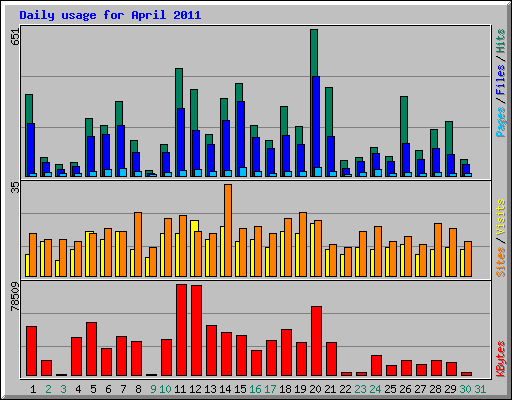 Daily usage for April 2011
651
Pages / Files / Hits
35
Sites / Visits
78509
KBytes
1 2 3 4 5 6 7 8 9 10 11 12 13 14 15 16 17 18 19 20 21 22 23 24 25 26 27 28 29 30 31